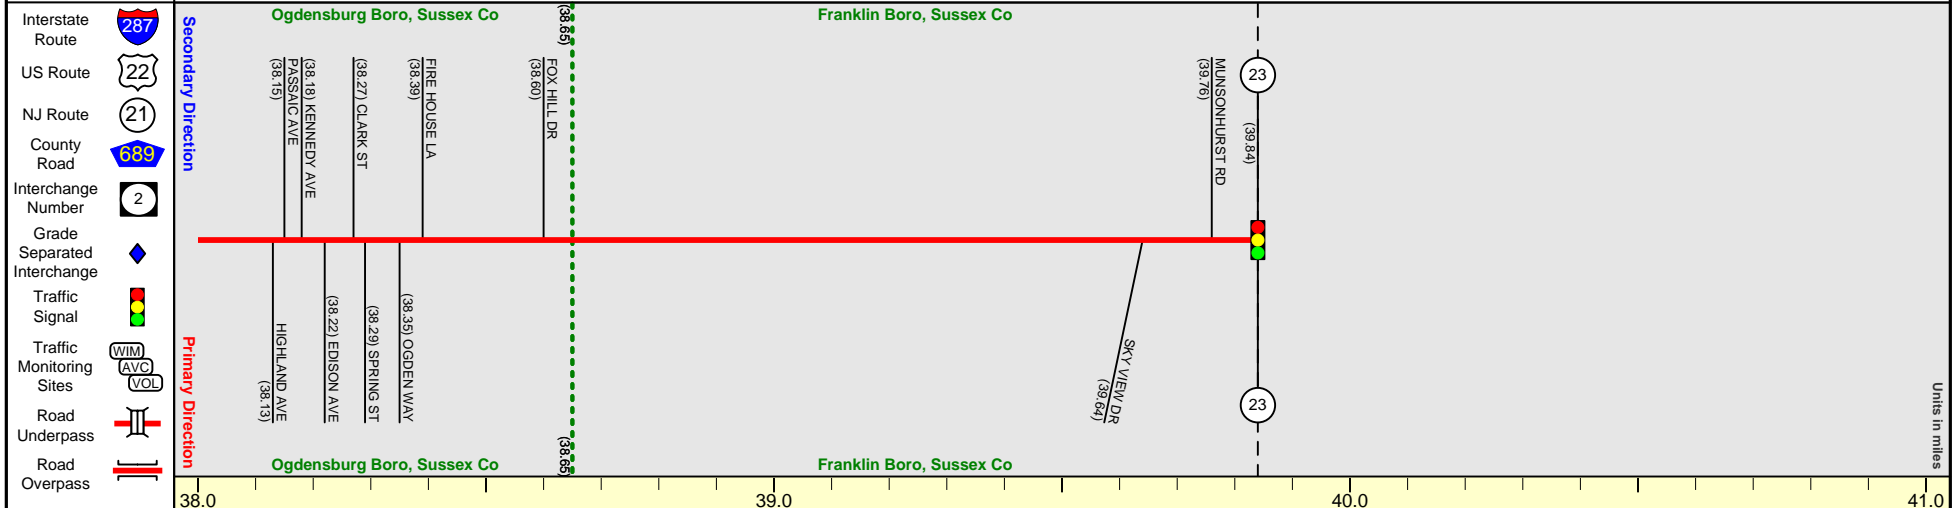 Interstate
Route
287
US Route
22
NJ Route
21
County
Road
689
Interchange
Number
2
Grade
Separated
Interchange
Traffic
Signal
Traffic
Monitoring
Sites
WIM
AVC
VOL
Road
Underpass
Road
Overpass
Secondary Direction
Primary Direction
Ogdensburg Boro, Sussex Co
(38.65)
Franklin Boro, Sussex Co
PASSAIC AVE
(38.15)
(38.18) KENNEDY AVE
(38.27) CLARK ST
FIRE HOUSE LA
(38.39)
FOX HILL DR
(38.60)
MUNSONHURST RD
(39.76)
23
(39.84)
HIGHLAND AVE
(38.13)
(38.22) EDISON AVE
(38.29) SPRING ST
(38.35) OGDEN WAY
SKY VIEW DR
(39.64)
23
Ogdensburg Boro, Sussex Co
(38.65)
Franklin Boro, Sussex Co
Units in miles
38.0
39.0
40.0
41.0